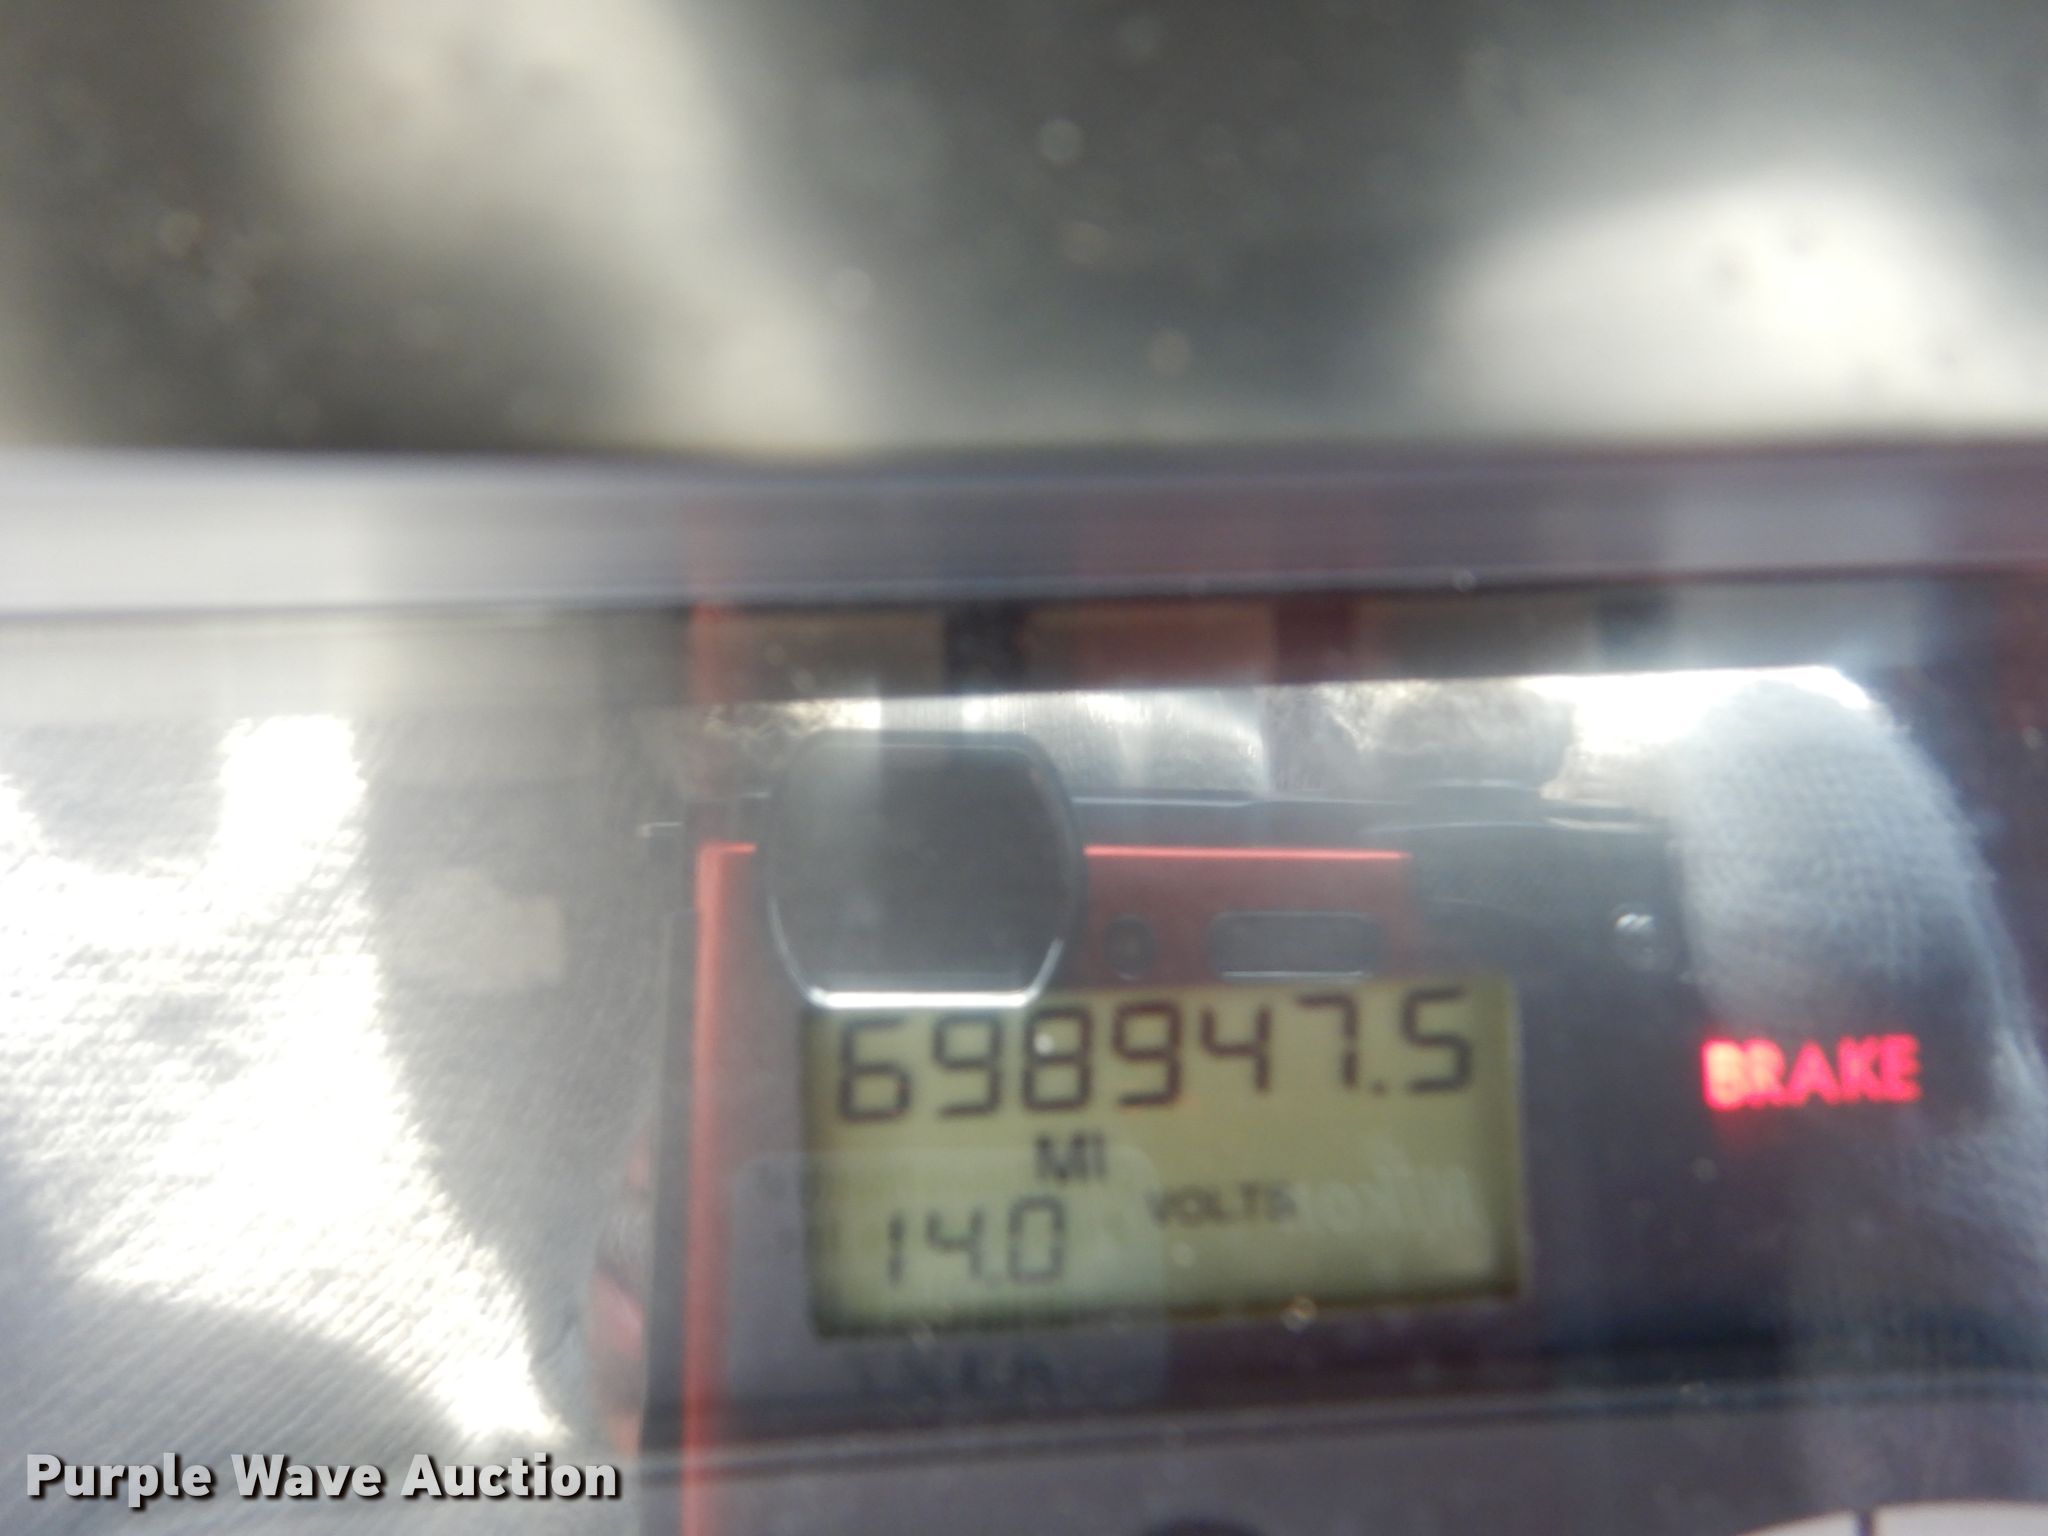 698947.5
BRAKE
MI
14.0 VOLTS
Purple Wave Auction